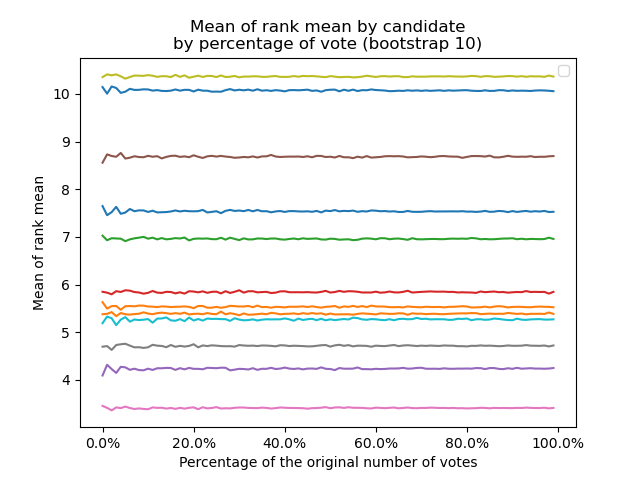 Mean of rank mean by candidate
by percentage of vote (bootstrap 10)
Mean of rank mean
10
9
8
7
6
5
4
0.0% 20.0% 40.0% 60.0% 80.0% 100.0%
Percentage of the original number of votes